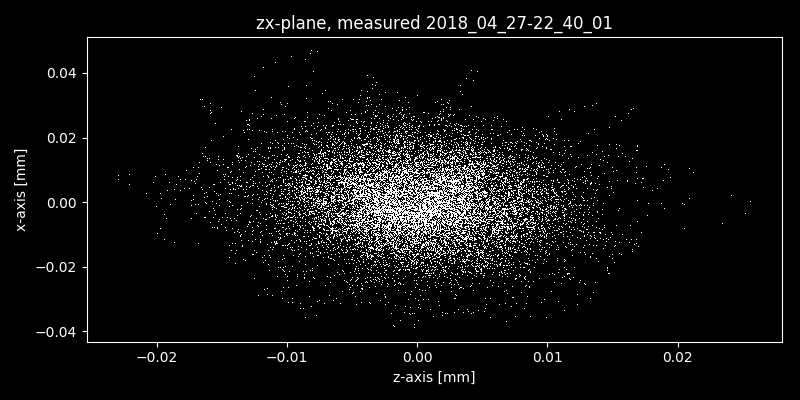 zx-plane, measured 2018_04_27-22_40_01
0.04
0.02
0.00
−0.02
−0.04
x-axis [mm]
−0.02 −0.01 0.00 0.01 0.02
z-axis [mm]